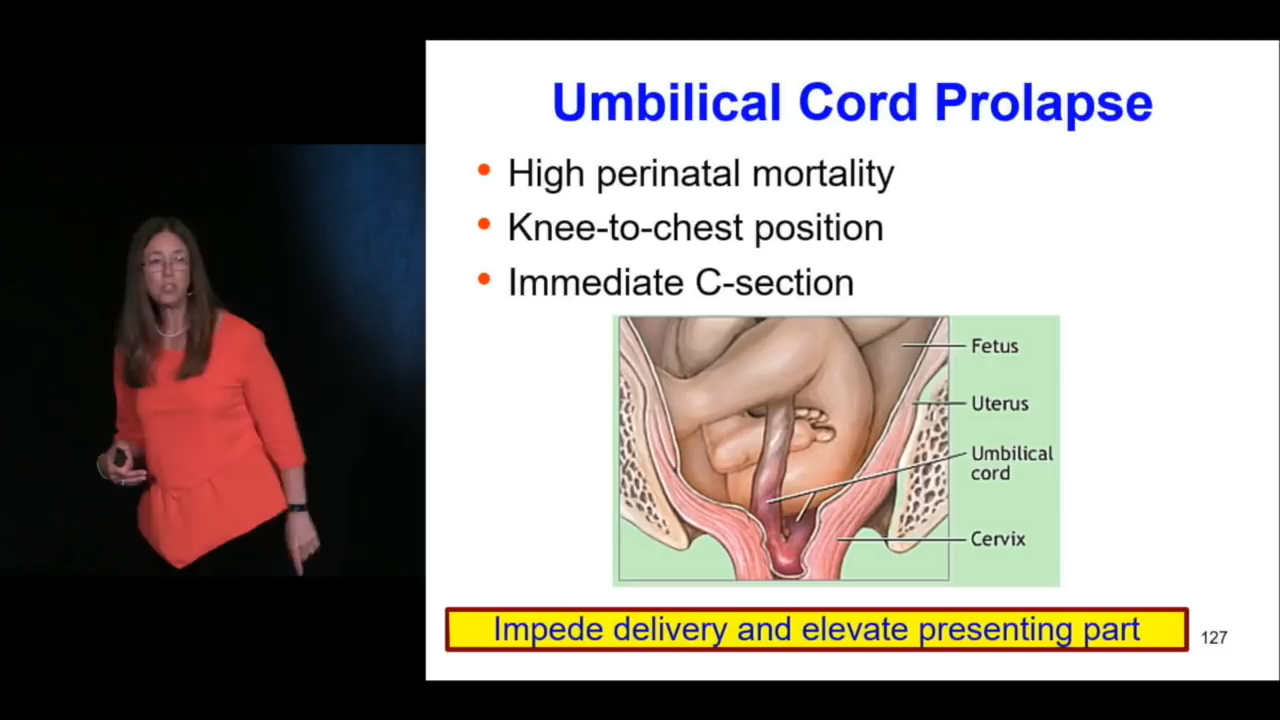 Umbilical Cord Prolapse
• High perinatal mortality
• Knee-to-chest position
• Immediate C-section
Fetus
Uterus
Umbilical
cord
Cervix
Impede delivery and elevate presenting part
127